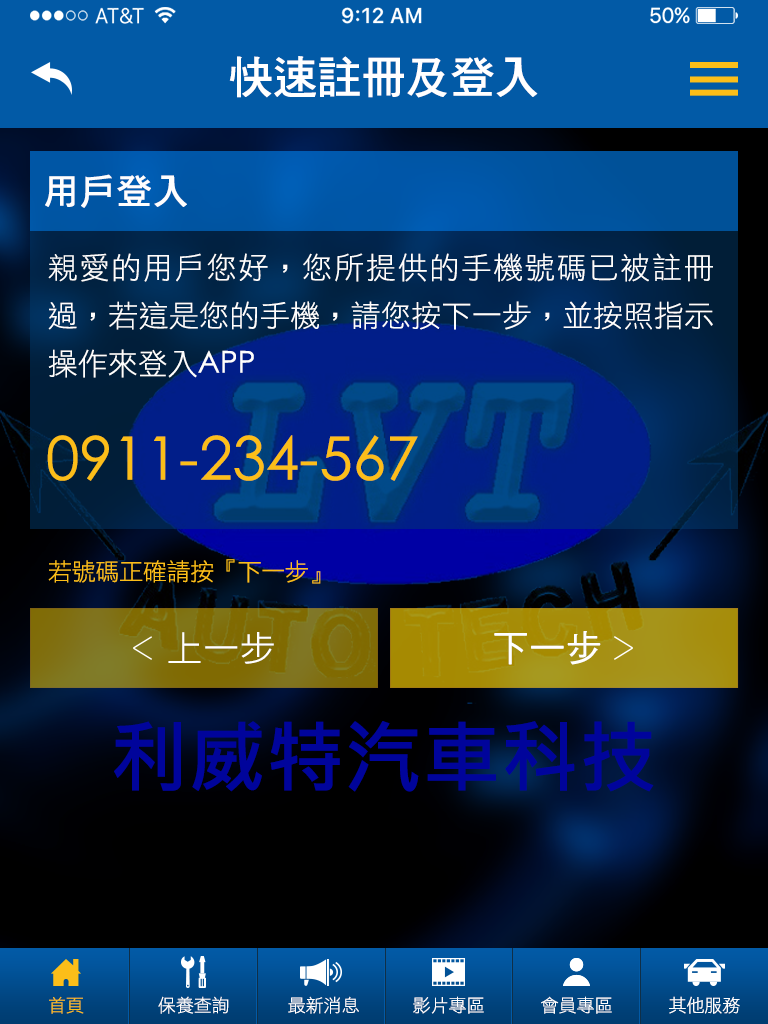 AT&T 9:12 AM 50%
快速註冊及登入
用戶登入
親愛的用戶您好，您所提供的手機號碼已被註冊
過，若這是您的手機，請您按下一步，並按照指示
操作來登入APP
LVT
0911-234-567
若號碼正確請按『下一步』
AUTO TECH
< 上一步 下一步 >
利威特汽車科技
首頁 保養查詢 最新消息 影片專區 會員專區 其他服務